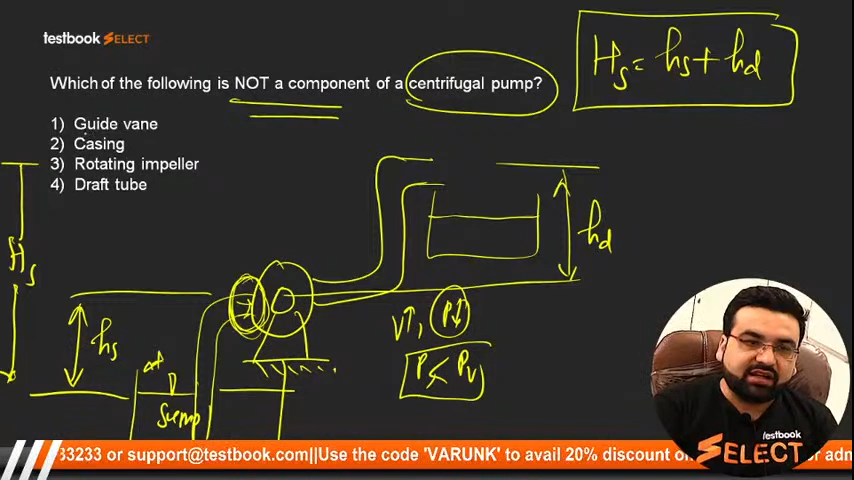 testbook SELECT
Hs = hs + hd
Which of the following is NOT a component of a centrifugal pump?
1) Guide vane
2) Casing
3) Rotating impeller
4) Draft tube
Hs
hd
hs
V↑, P↓
P < Pv
Sump
testbook
SELECT
33233 or support@testbook.com||Use the code 'VARUNK' to avail 20% discount on
or adm